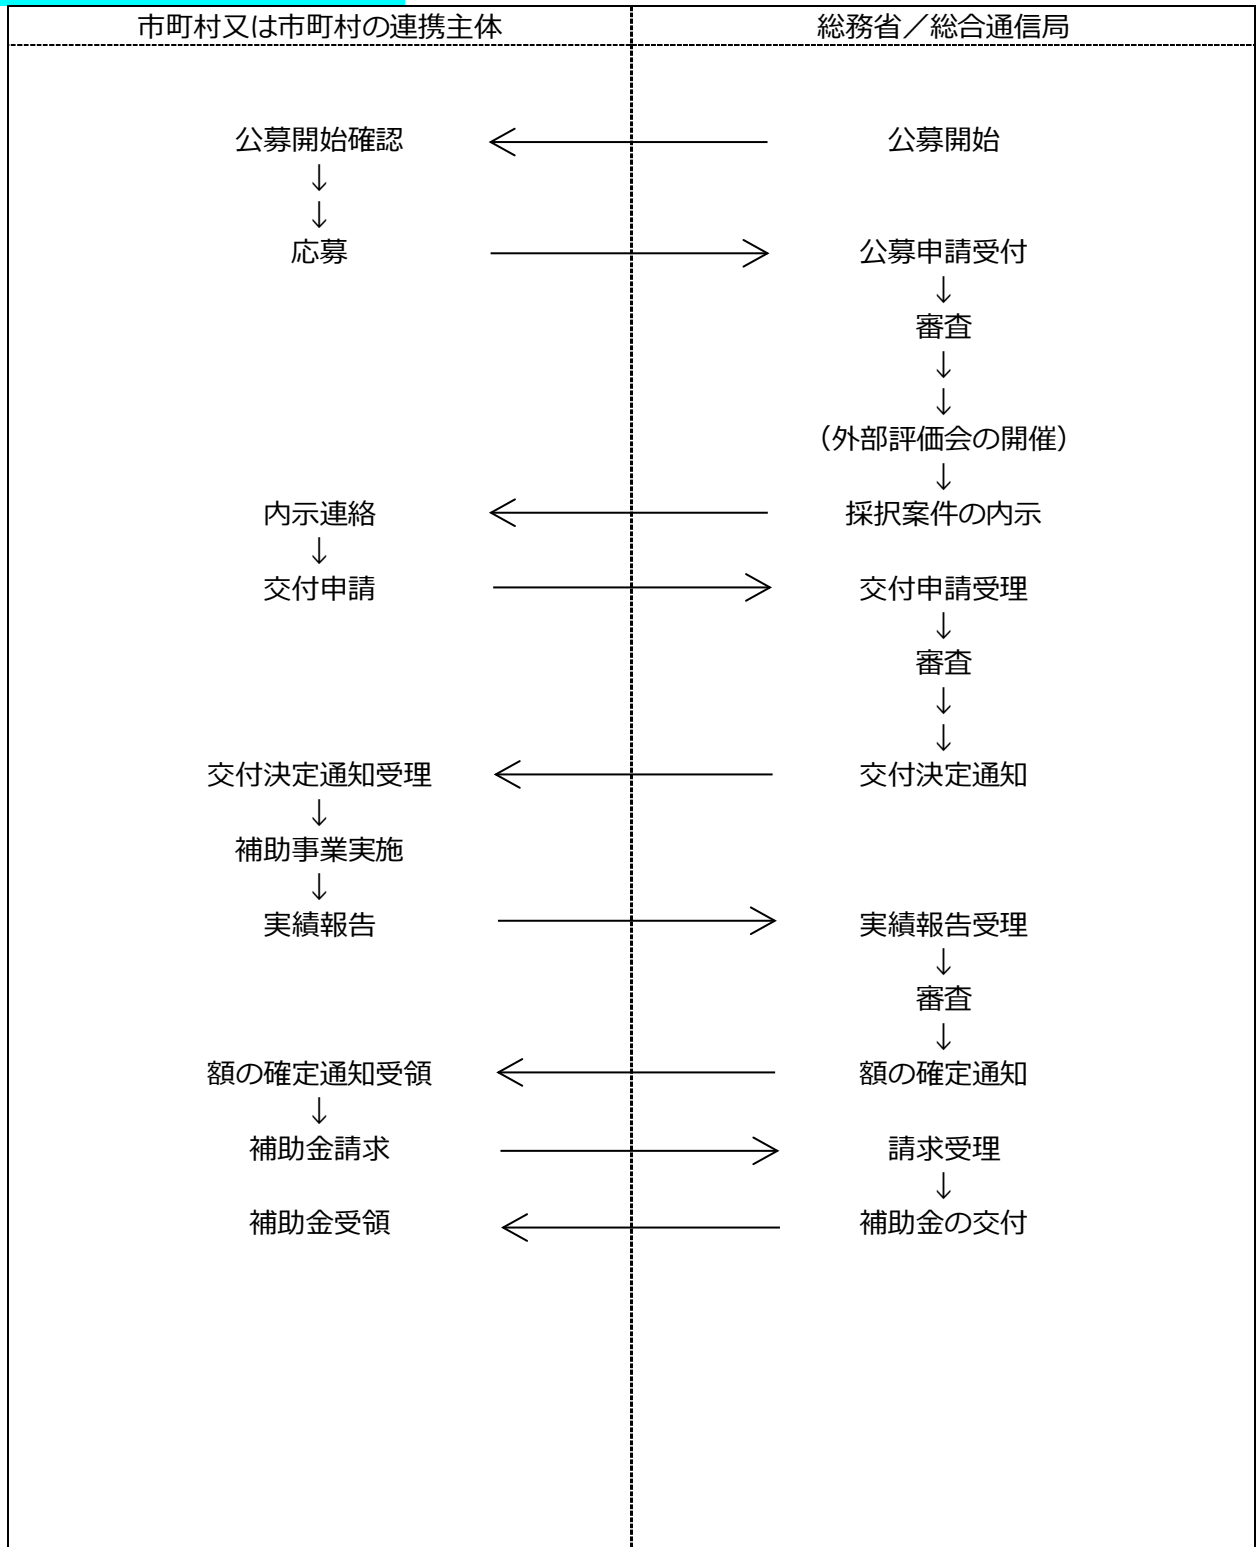 市町村又は市町村の連携主体 総務省／総合通信局
公募開始確認 公募開始
↓
↓
応募 公募申請受付
↓
審査
↓
↓
（外部評価会の開催）
↓
内示連絡 採択案件の内示
↓
交付申請 交付申請受理
↓
審査
↓
↓
交付決定通知受理 交付決定通知
↓
補助事業実施
↓
実績報告 実績報告受理
↓
審査
↓
額の確定通知受領 額の確定通知
↓
補助金請求 請求受理
↓
補助金受領 補助金の交付